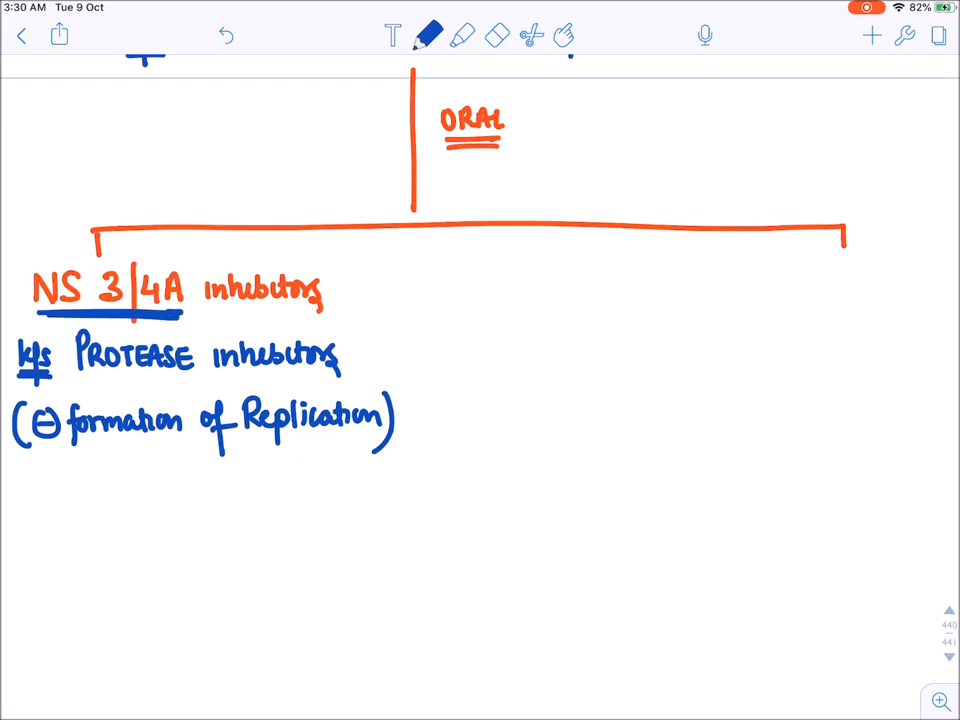 3:30 AM Tue 9 Oct 82%
T
ORAL
NS 3|4A inhibitors
k/s PROTEASE inhibitors
(⊖ formation of Replication)
440
441